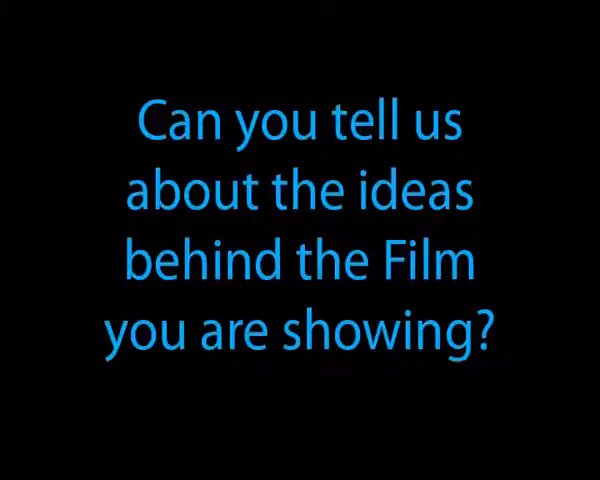 Can you tell us
about the ideas
behind the Film
you are showing?